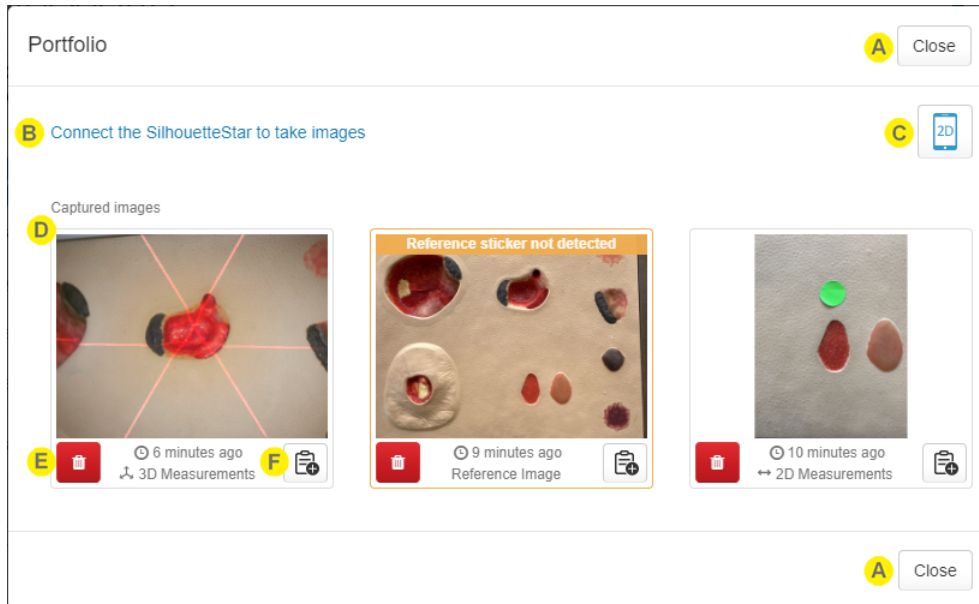 Portfolio
A
Close
B
Connect the SilhouetteStar to take images
C
2D
Captured images
D
Reference sticker not detected
E
6 minutes ago
3D Measurements
F
9 minutes ago
Reference Image
10 minutes ago
2D Measurements
A
Close